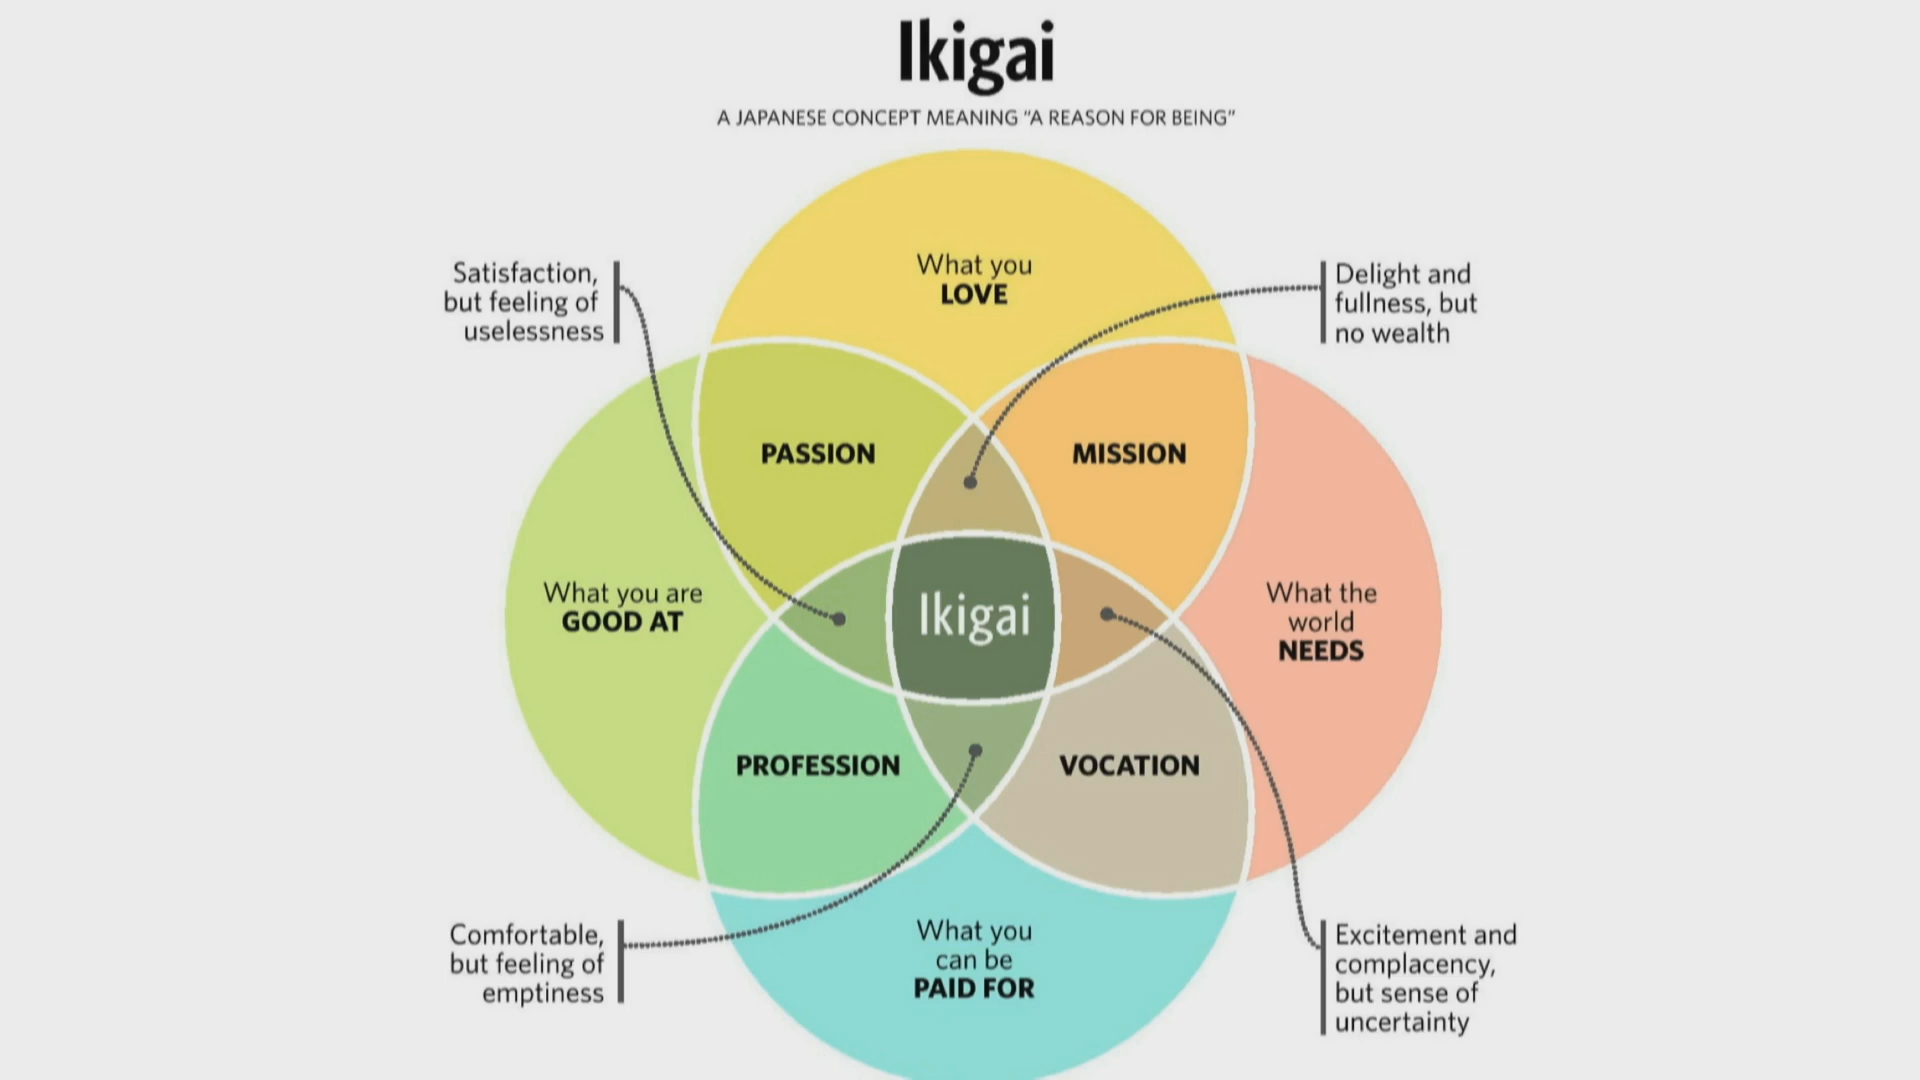 Ikigai
A JAPANESE CONCEPT MEANING "A REASON FOR BEING"
What you
LOVE
Satisfaction,
but feeling of
uselessness
Delight and
fullness, but
no wealth
PASSION
MISSION
What you are
GOOD AT
Ikigai
What the
world
NEEDS
PROFESSION
VOCATION
What you
can be
PAID FOR
Comfortable,
but feeling of
emptiness
Excitement and
complacency,
but sense of
uncertainty